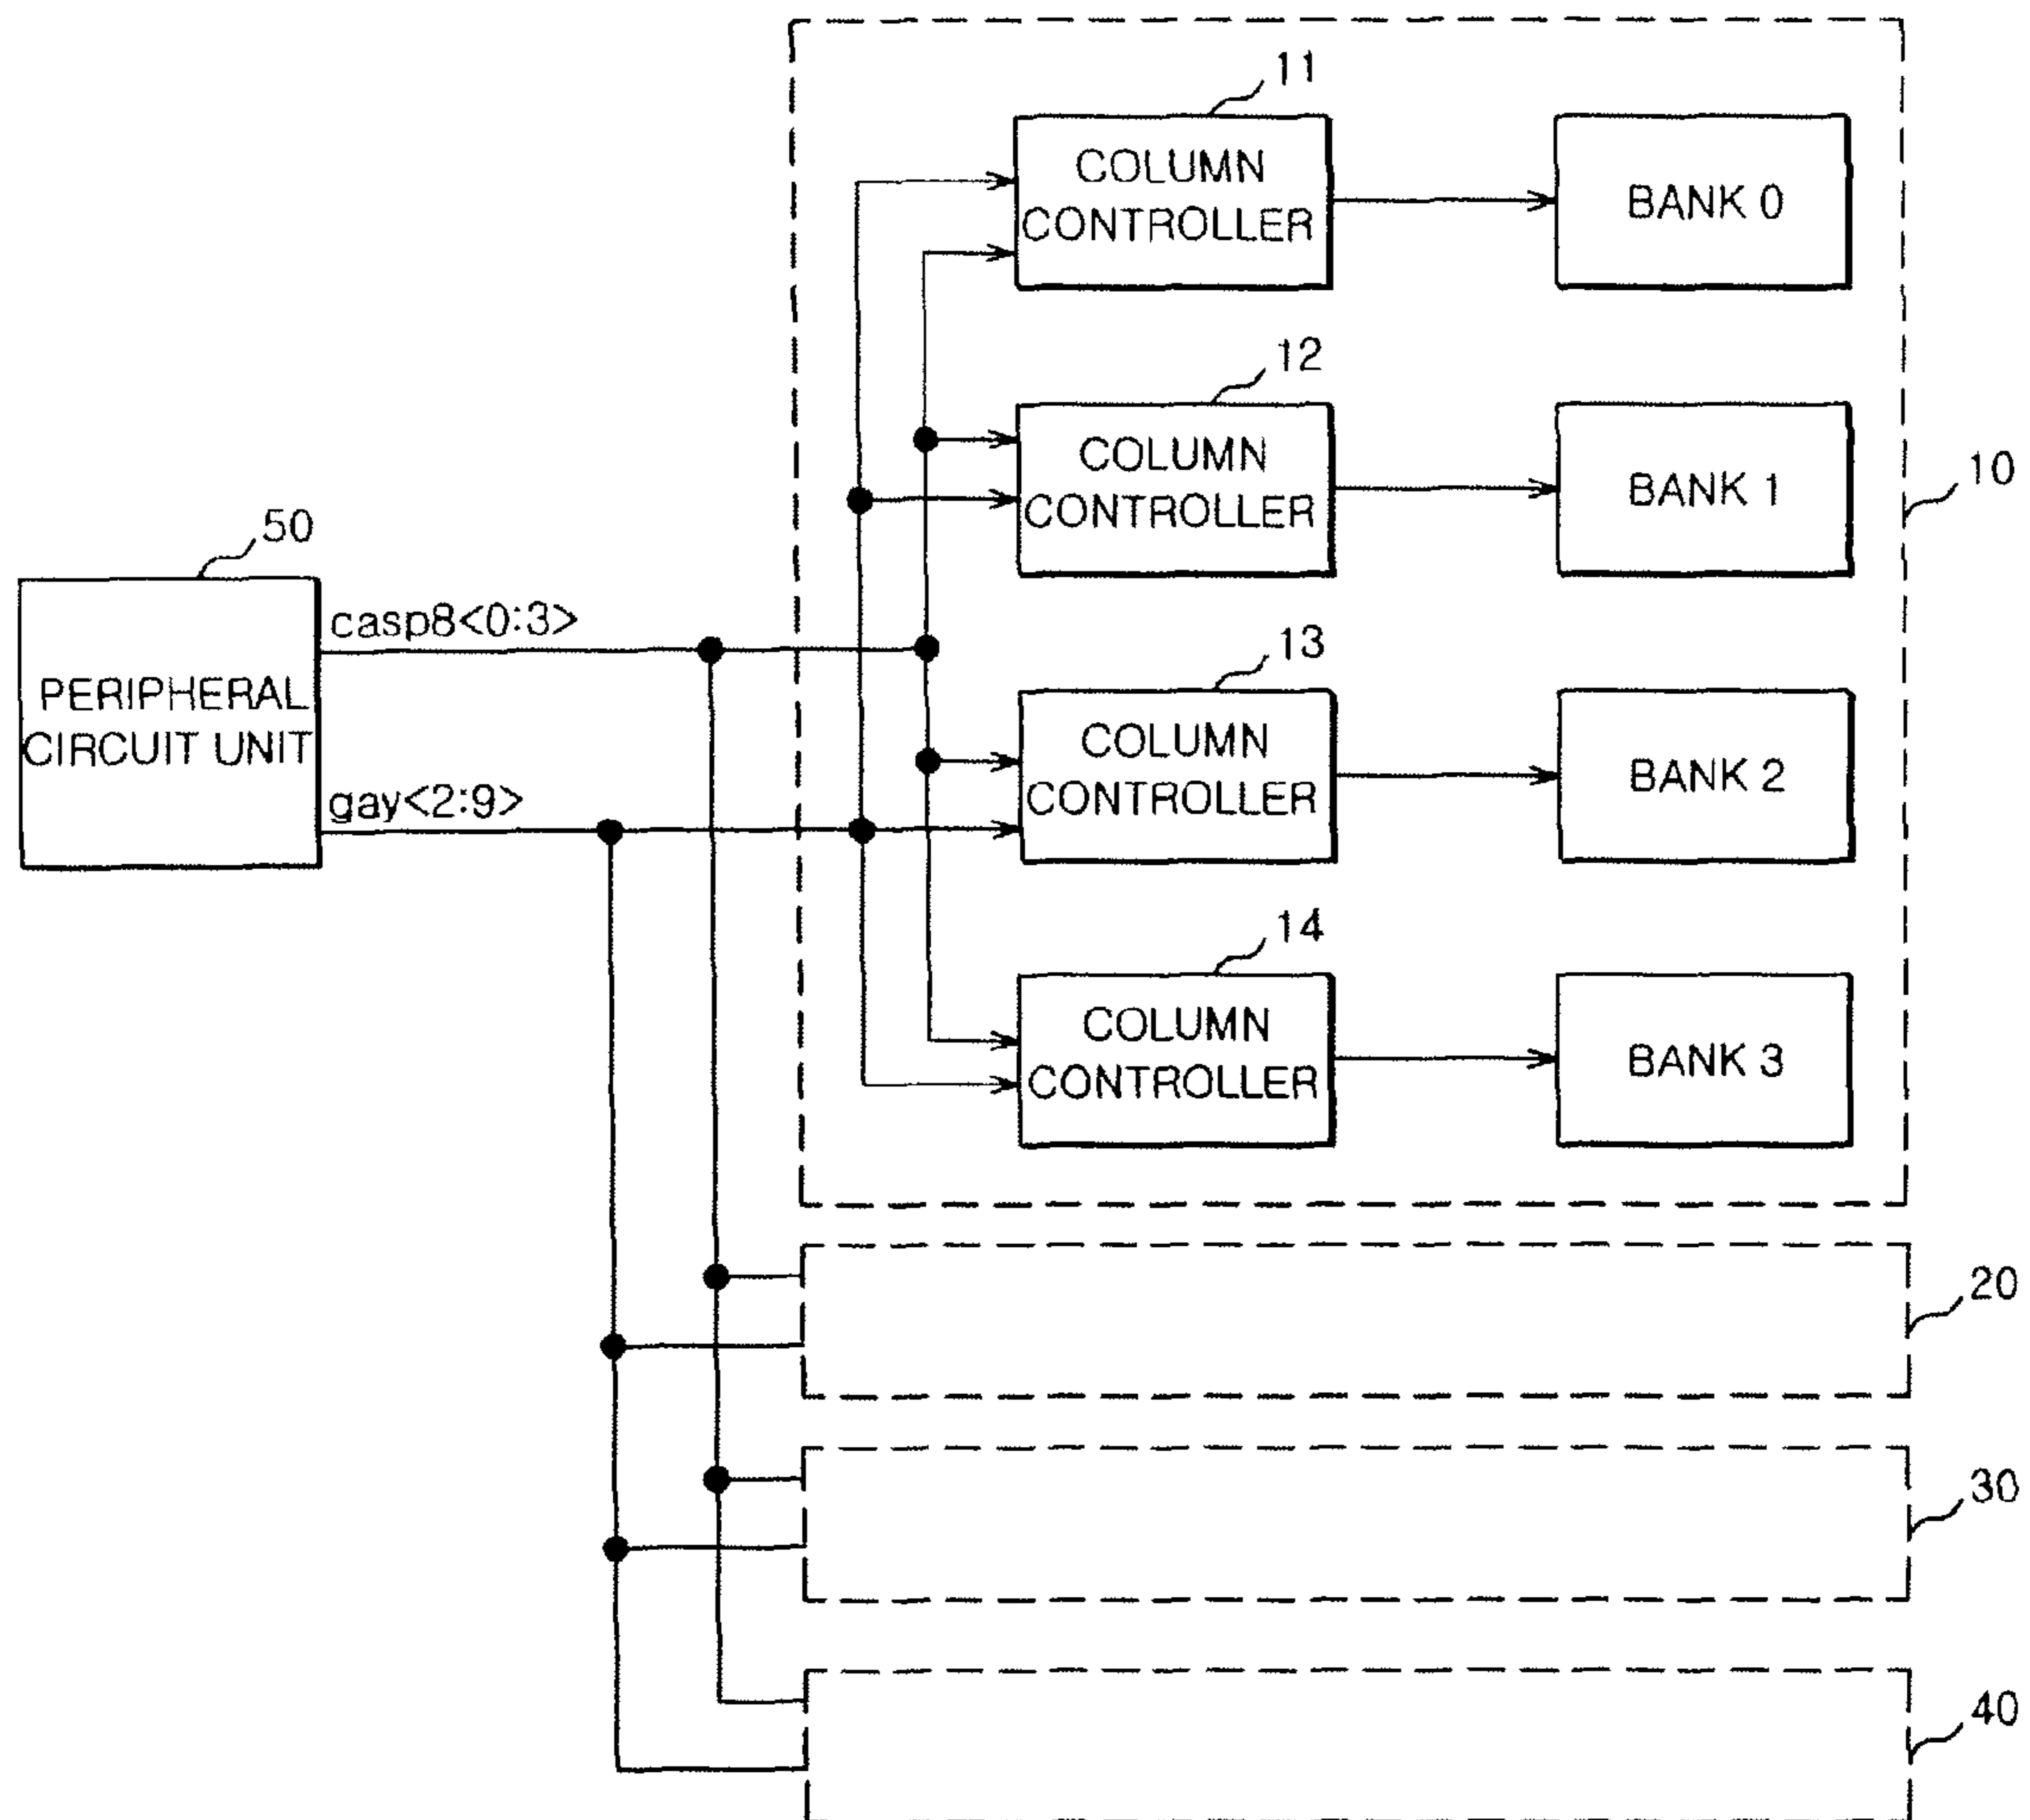 11
COLUMN
CONTROLLER
BANK 0
12
COLUMN
CONTROLLER
BANK 1
10
50
PERIPHERAL
CIRCUIT UNIT
casp8<0:3>
gay<2:9>
13
COLUMN
CONTROLLER
BANK 2
14
COLUMN
CONTROLLER
BANK 3
20
30
40